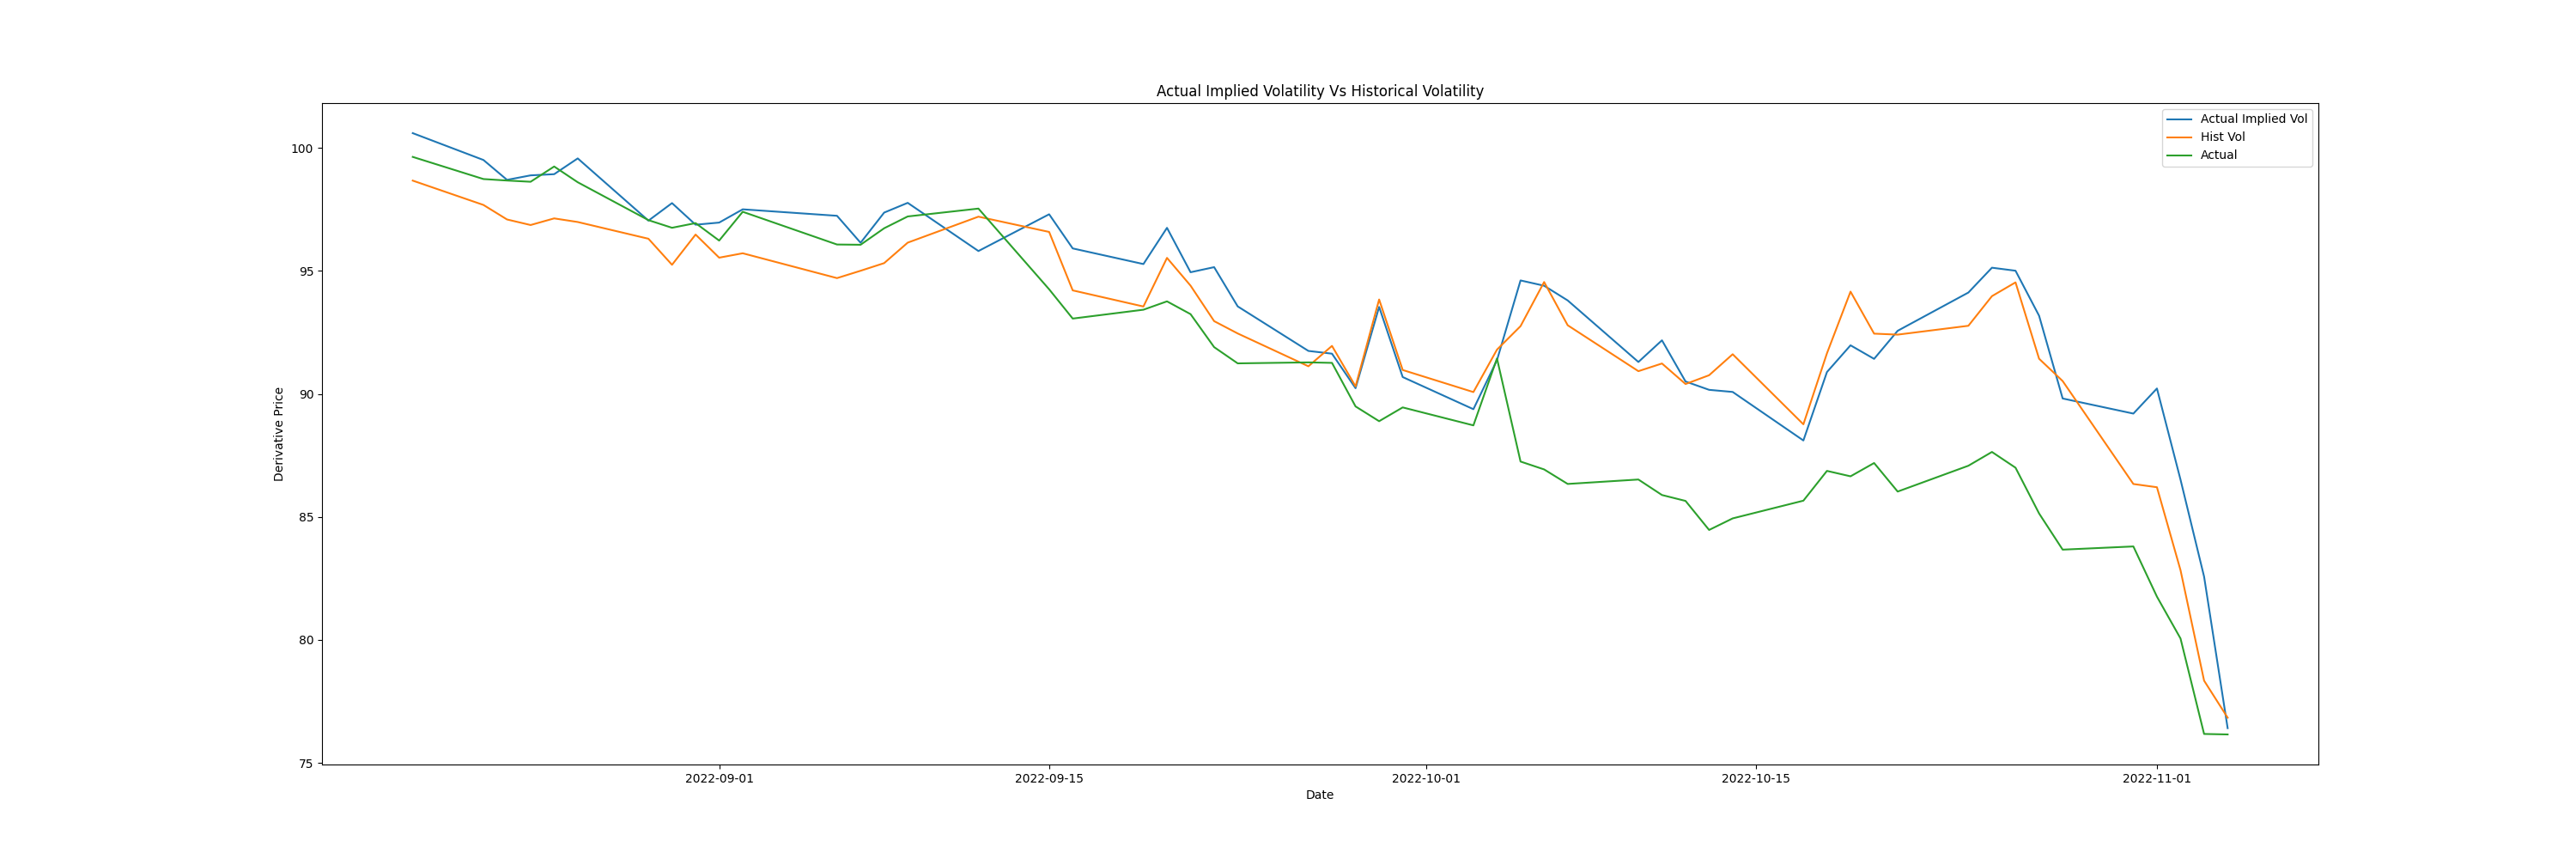 Actual Implied Volatility Vs Historical Volatility
Actual Implied Vol
Hist Vol
Actual
Derivative Price
100
95
90
85
80
75
2022-09-01
2022-09-15
2022-10-01
2022-10-15
2022-11-01
Date